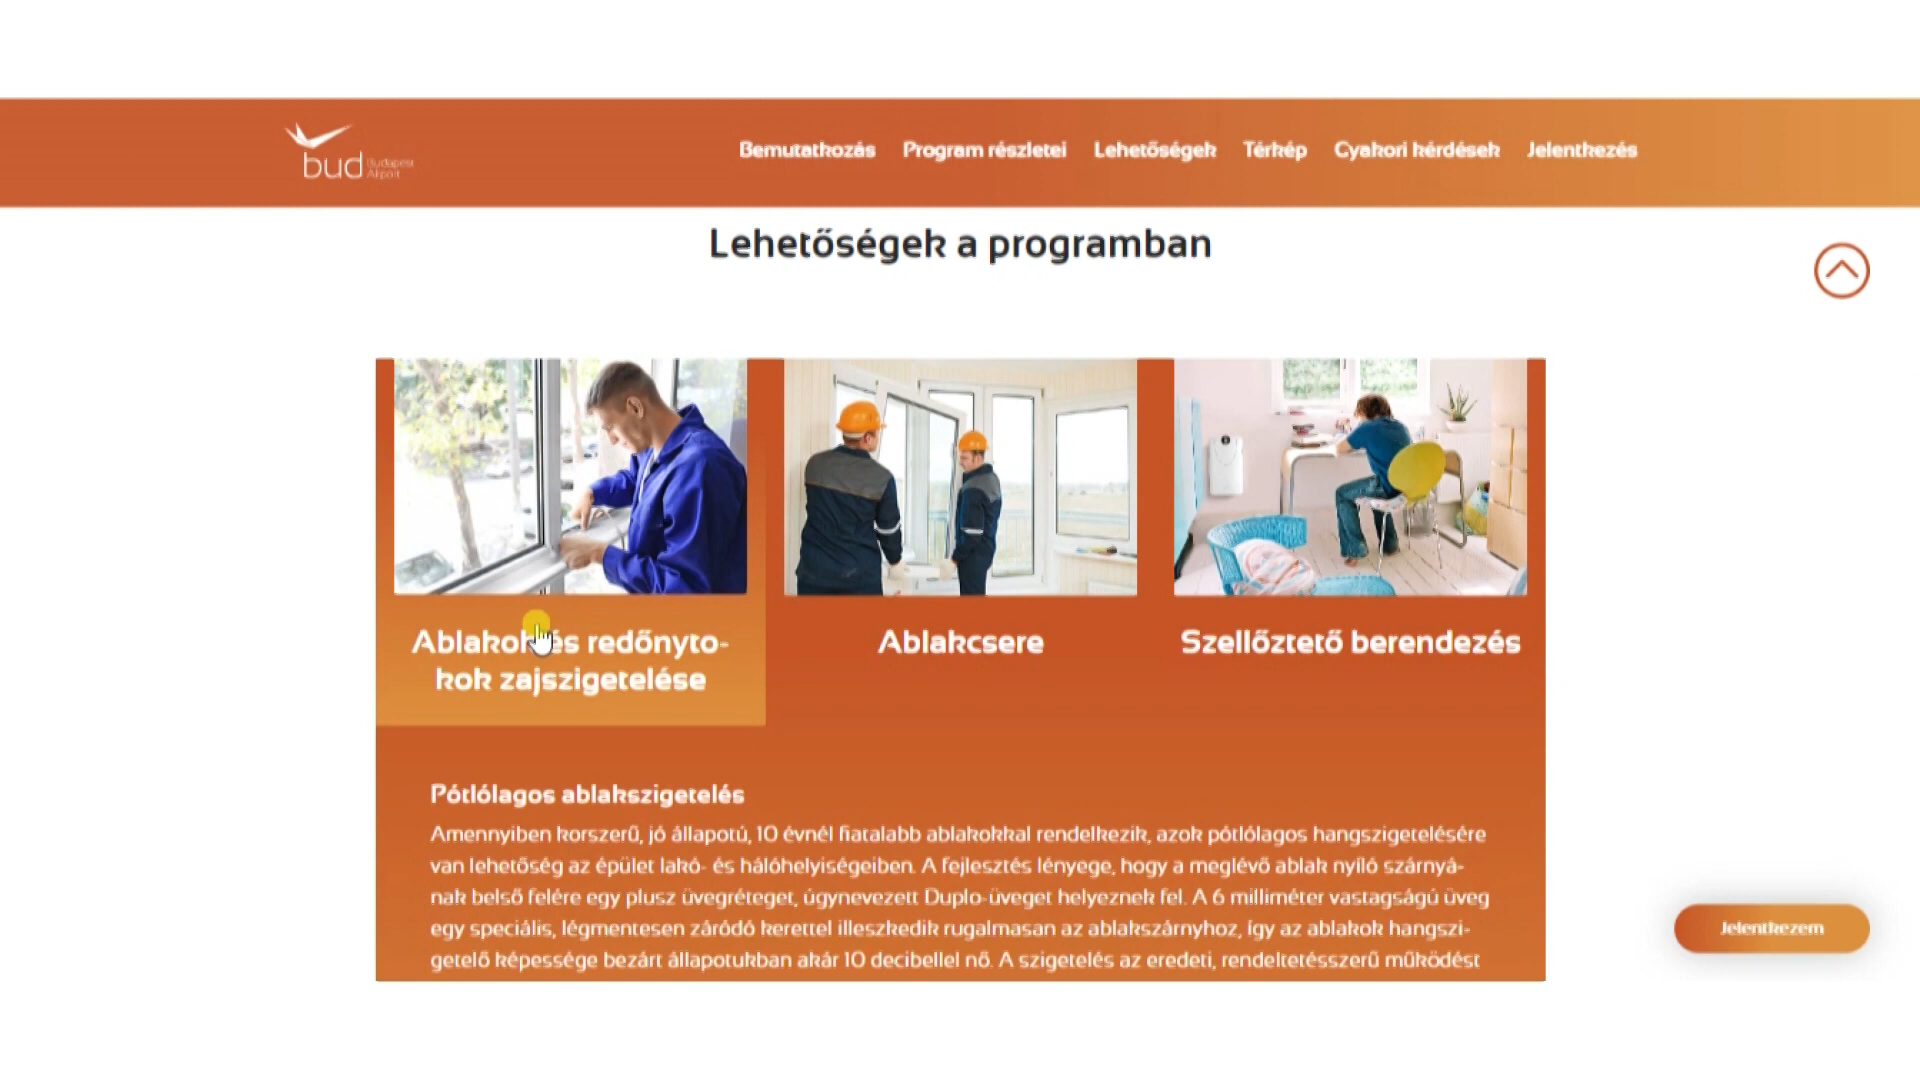 bud Budapest
Airport
Bemutatkozás Program részletei Lehetőségek Térkép Gyakori kérdések Jelentkezés
Lehetőségek a programban
Ablakok és redőnyto-
kok zajszigetelése
Ablakcsere
Szellőztető berendezés
Pótlólagos ablakszigetelés
Amennyiben korszerű, jó állapotú, 10 évnél fiatalabb ablakokkal rendelkezik, azok pótlólagos hangszigetelésére
van lehetőség az épület lakó- és hálóhelyiségeiben. A fejlesztés lényege, hogy a meglévő ablak nyíló szárnyá-
nak belső felére egy plusz üvegréteget, úgynevezett Duplo-üveget helyeznek fel. A 6 milliméter vastagságú üveg
egy speciális, légmentesen záródó kerettel illeszkedik rugalmasan az ablakszárnyhoz, így az ablakok hangszi-
getelő képessége bezárt állapotukban akár 10 decibellel nő. A szigetelés az eredeti, rendeltetésszerű működést
Jelentkezem